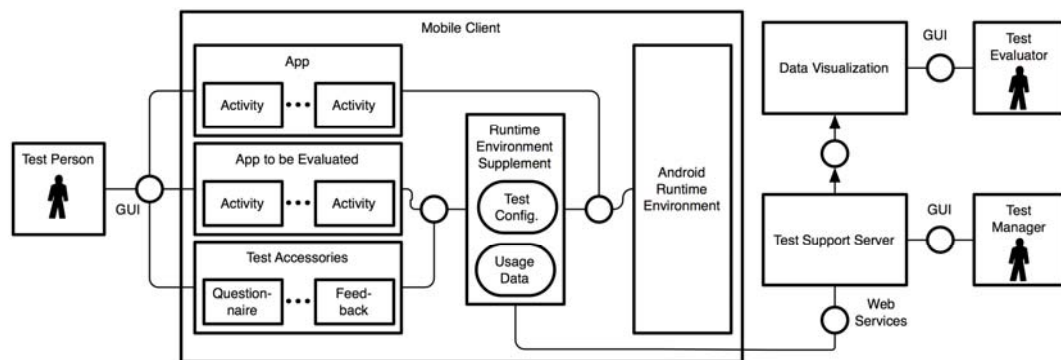 Mobile Client
Test Person
GUI
App
Activity
Activity
App to be Evaluated
Activity
Activity
Test Accessories
Question-
naire
Feed-
back
Runtime
Environment
Supplement
Test
Config.
Usage
Data
Android
Runtime
Environment
Data Visualization
GUI
Test
Evaluator
Test Support Server
GUI
Test
Manager
Web
Services